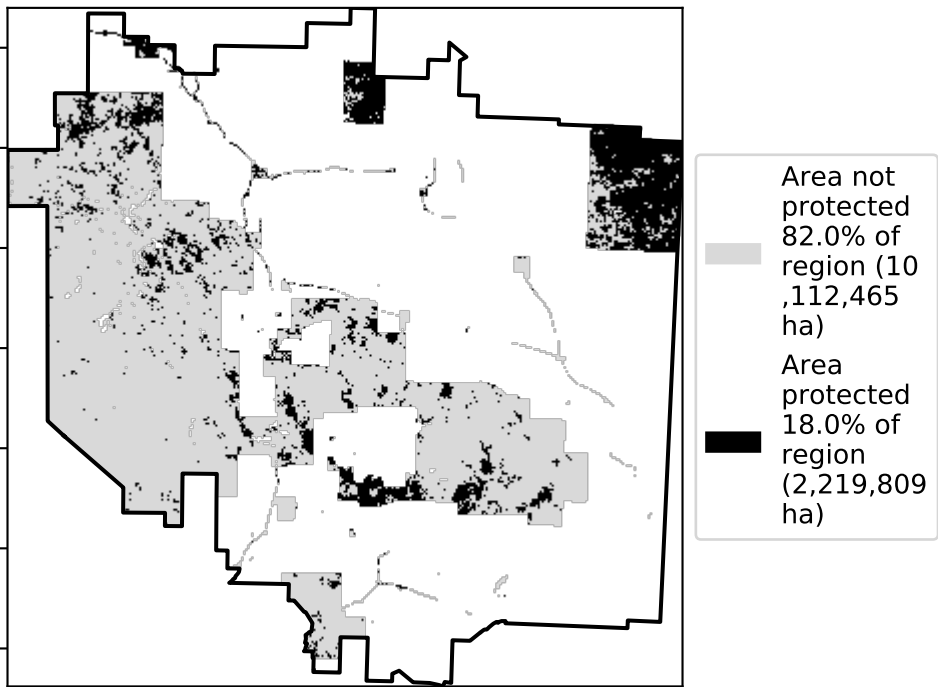 Area not
protected
82.0% of
region (10
,112,465
ha)
Area
protected
18.0% of
region
(2,219,809
ha)